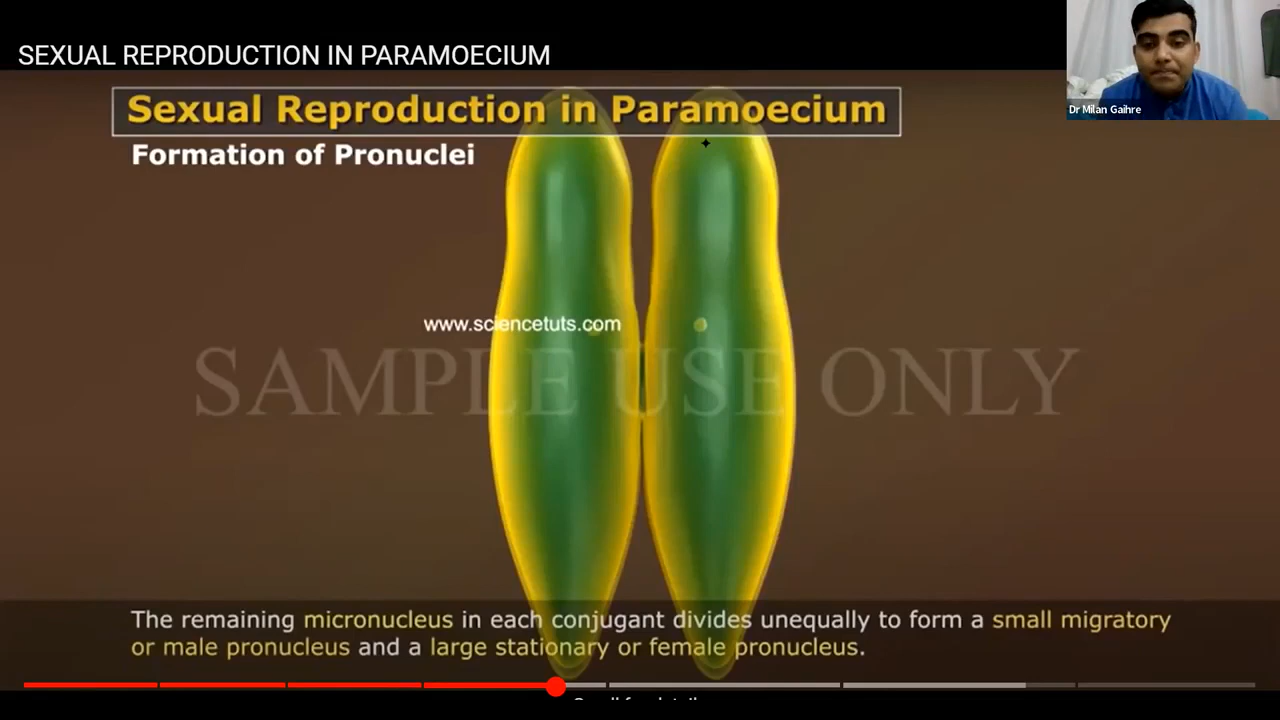 SEXUAL REPRODUCTION IN PARAMOECIUM
Dr Milan Gaihre
Sexual Reproduction in Paramoecium
Formation of Pronuclei
www.sciencetuts.com
SAMPLE USE ONLY
The remaining micronucleus in each conjugant divides unequally to form a small migratory
or male pronucleus and a large stationary or female pronucleus.